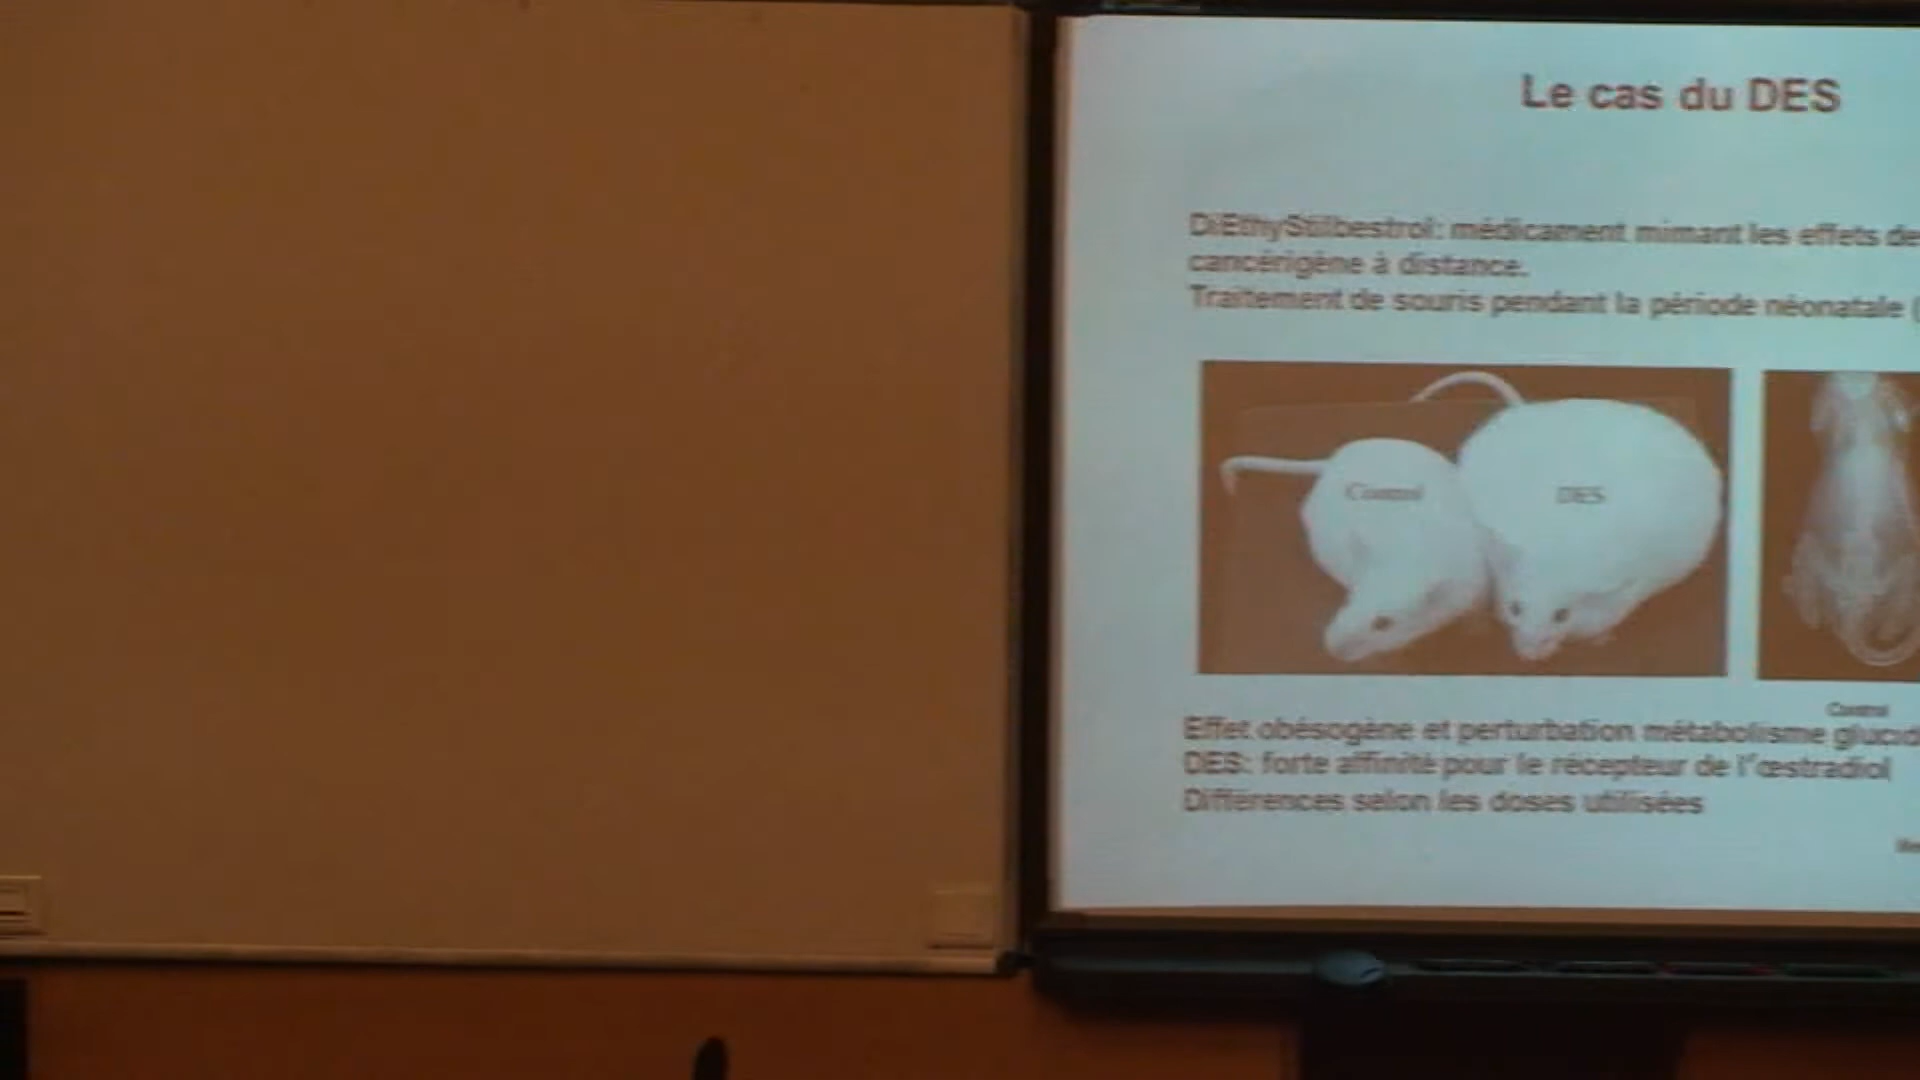 Le cas du DES
DiEthyStilbestrol: médicament mimant les effets de
cancérigène à distance.
Traitement de souris pendant la période néonatale (
Control
DES
Control
Effet obésogène et perturbation métabolisme glucid
DES: forte affinité pour le récepteur de l'œstradiol
Différences selon les doses utilisées